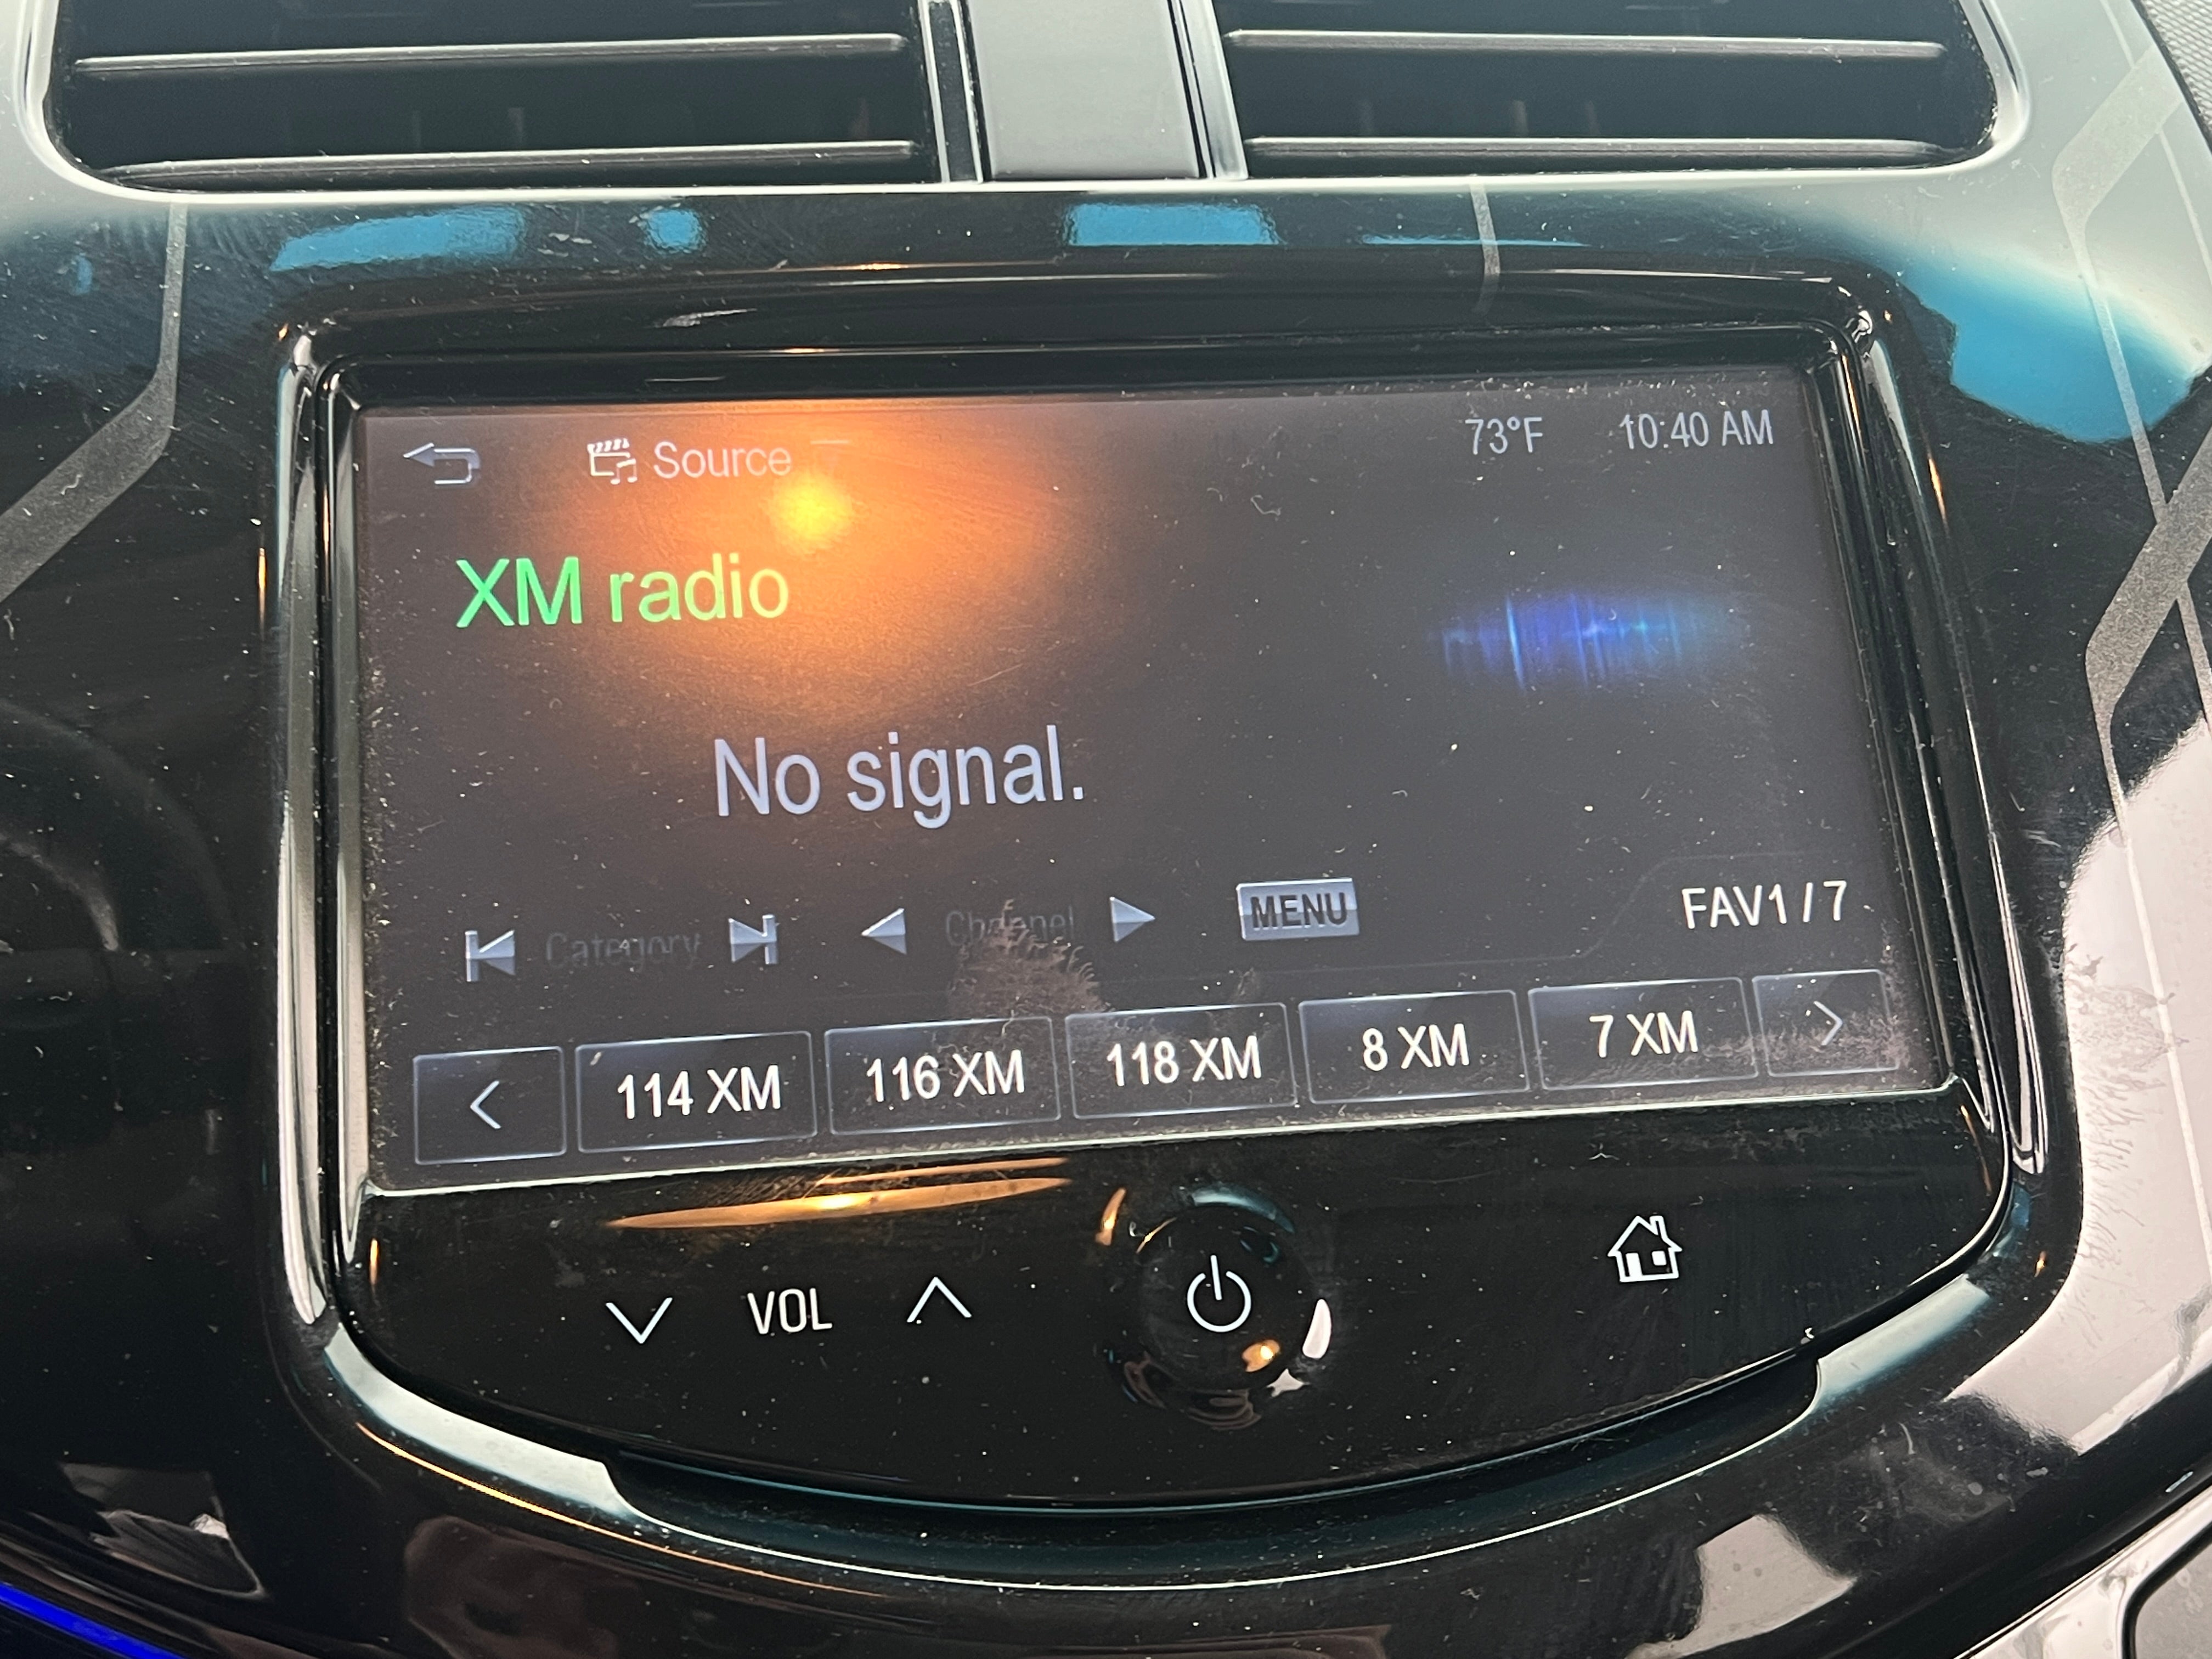 Source
73°F 10:40 AM
XM radio
No signal.
Category Channel MENU FAV1 / 7
114 XM 116 XM 118 XM 8 XM 7 XM
VOL